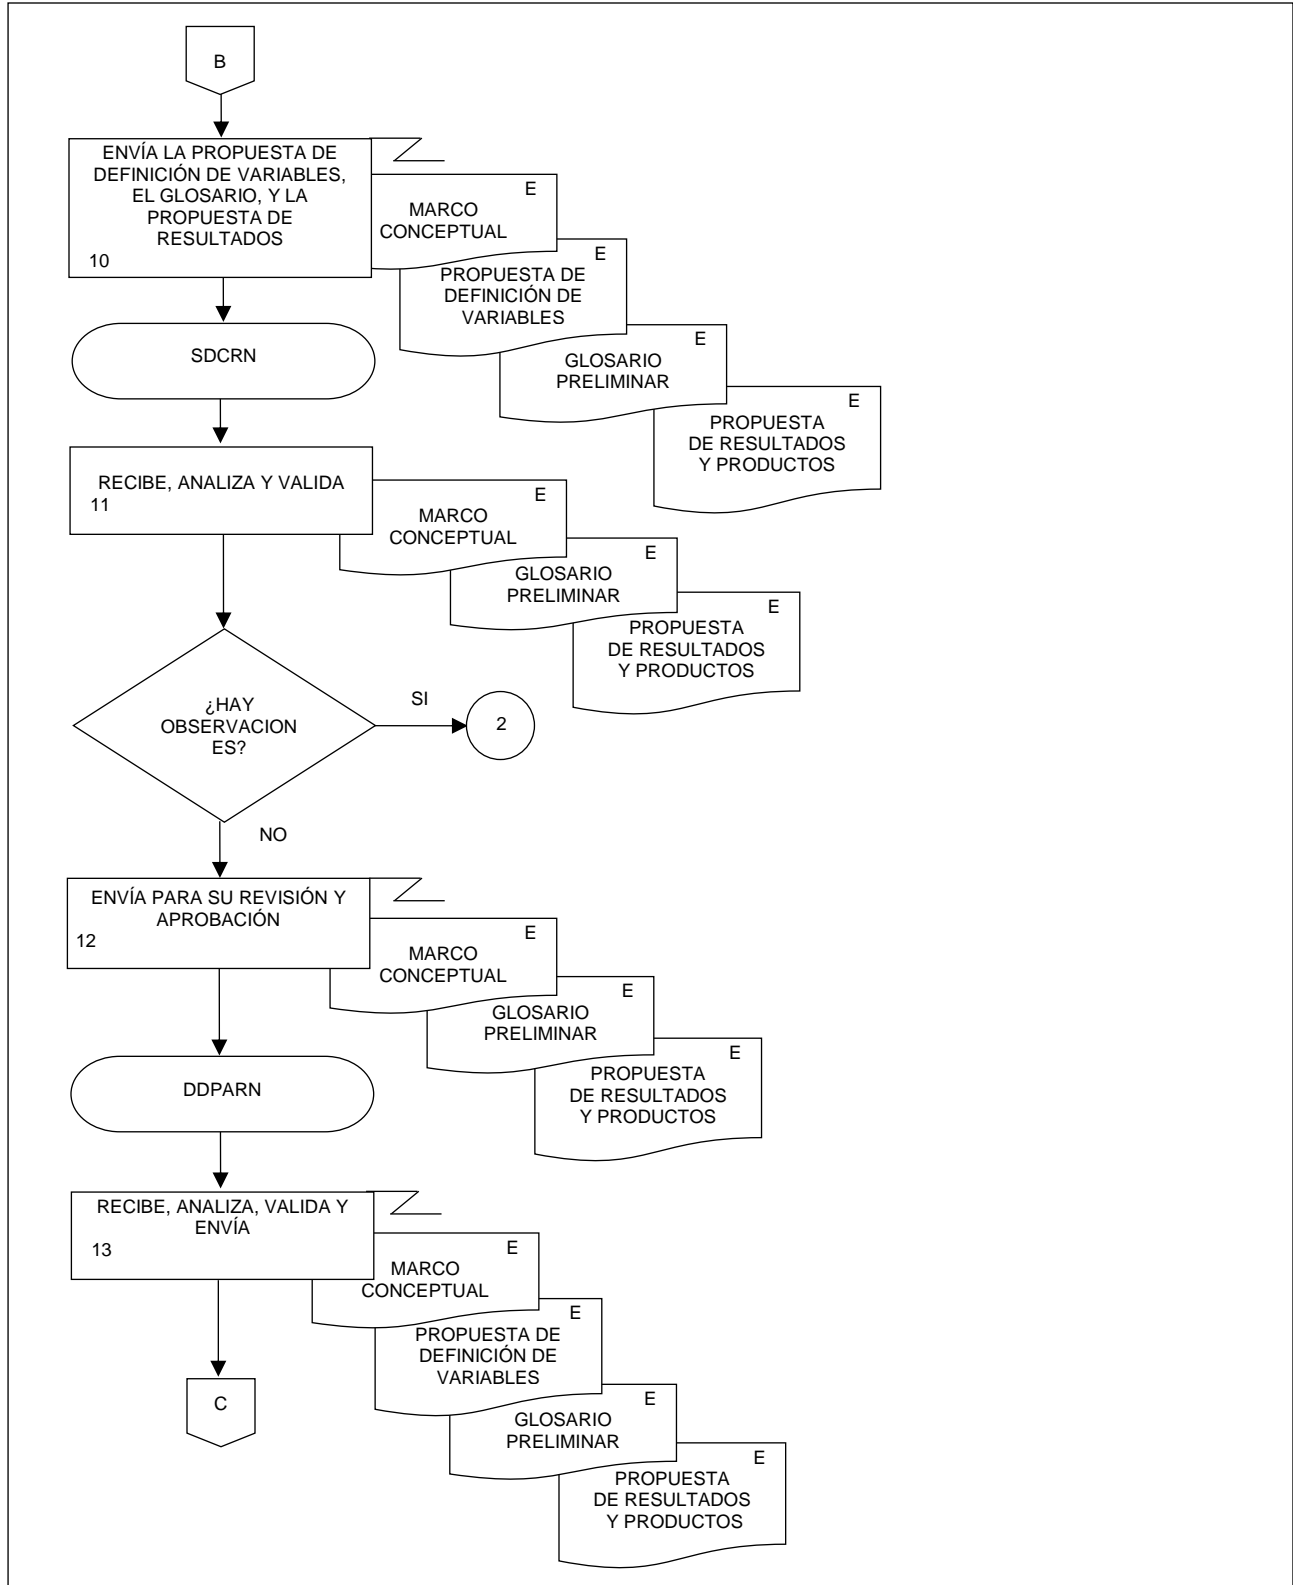 B
ENVÍA LA PROPUESTA DE
DEFINICIÓN DE VARIABLES,
EL GLOSARIO, Y LA
PROPUESTA DE
RESULTADOS
10
E
MARCO
CONCEPTUAL
E
PROPUESTA DE
DEFINICIÓN DE
VARIABLES
E
GLOSARIO
PRELIMINAR
E
PROPUESTA
DE RESULTADOS
Y PRODUCTOS
SDCRN
RECIBE, ANALIZA Y VALIDA
11
E
MARCO
CONCEPTUAL
E
GLOSARIO
PRELIMINAR
E
PROPUESTA
DE RESULTADOS
Y PRODUCTOS
¿HAY
OBSERVACION
ES?
SI
2
NO
ENVÍA PARA SU REVISIÓN Y
APROBACIÓN
12
E
MARCO
CONCEPTUAL
E
GLOSARIO
PRELIMINAR
E
PROPUESTA
DE RESULTADOS
Y PRODUCTOS
DDPARN
RECIBE, ANALIZA, VALIDA Y
ENVÍA
13
E
MARCO
CONCEPTUAL
E
PROPUESTA DE
DEFINICIÓN DE
VARIABLES
E
GLOSARIO
PRELIMINAR
E
PROPUESTA
DE RESULTADOS
Y PRODUCTOS
C